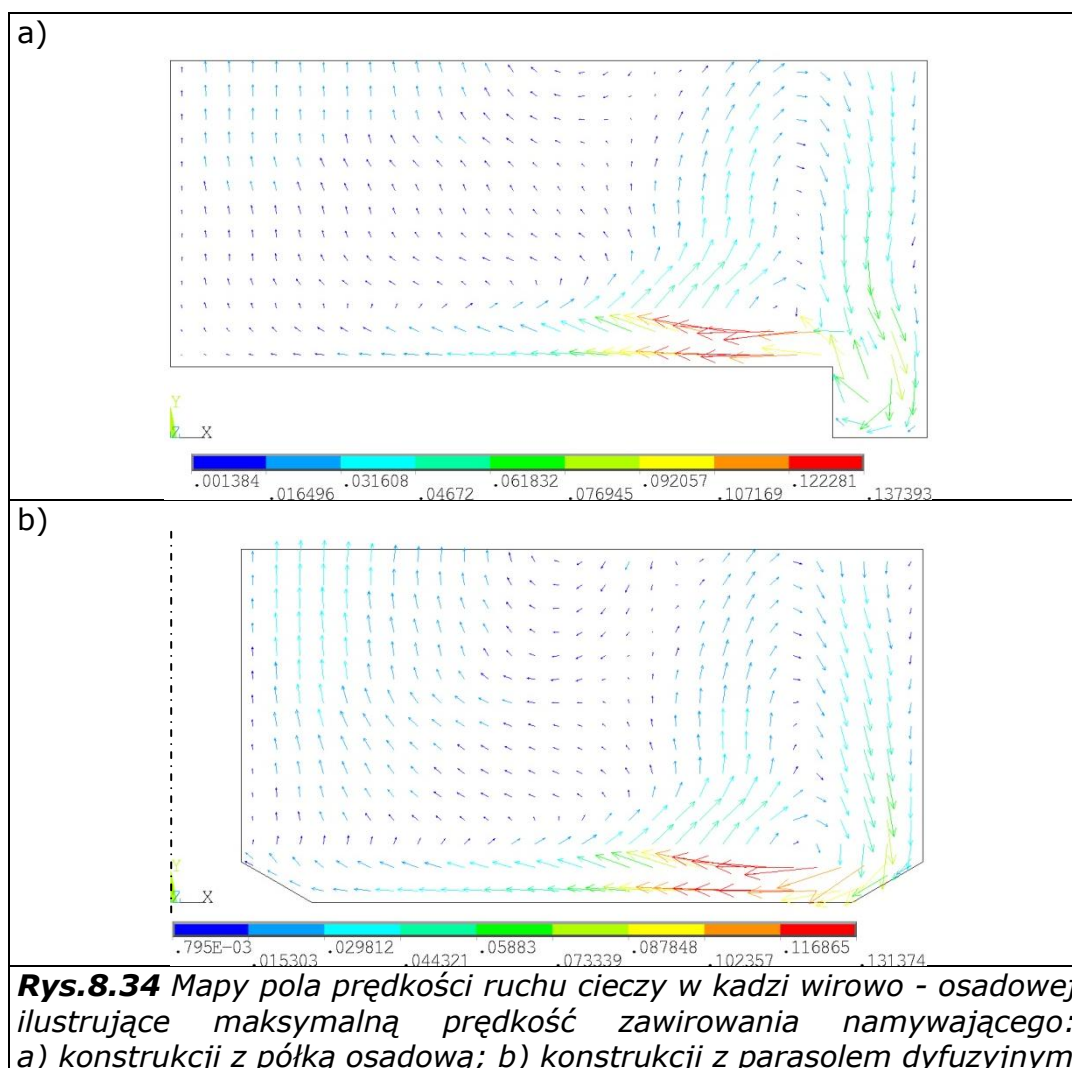 a)
Y
Z X
.001384 .031608 .061832 .092057 .122281
.016496 .04672 .076945 .107169 .137393
b)
Y
Z X
.795E-03 .029812 .05883 .087848 .116865
.015303 .044321 .073339 .102357 .131374
Rys.8.34 Mapy pola prędkości ruchu cieczy w kadzi wirowo - osadowej
ilustrujące maksymalną prędkość zawirowania namywającego:
a) konstrukcji z półką osadową; b) konstrukcji z parasolem dyfuzyjnym